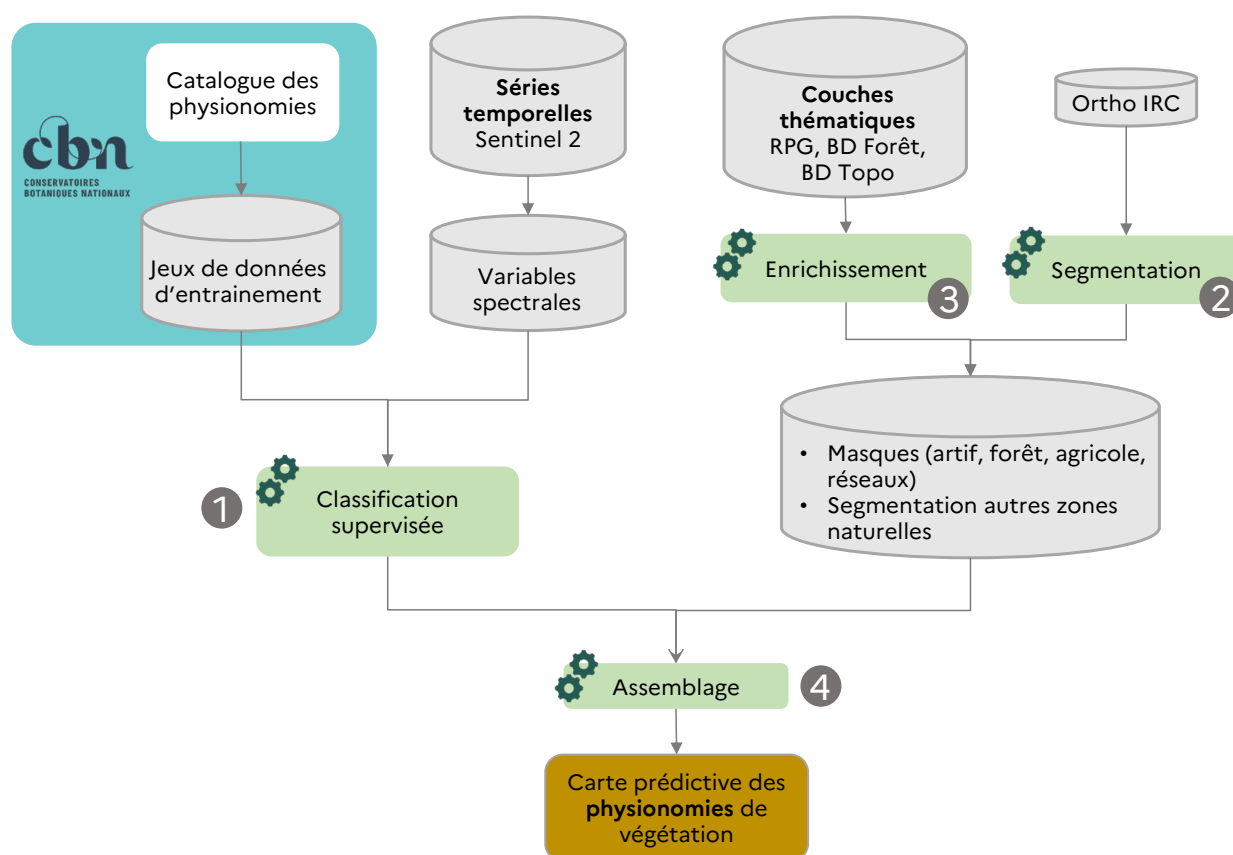 Catalogue des
physionomies
cbn
CONSERVATOIRES
BOTANIQUES NATIONAUX
Jeux de données
d'entrainement
Séries
temporelles
Sentinel 2
Variables
spectrales
Couches
thématiques
RPG, BD Forêt,
BD Topo
Ortho IRC
Enrichissement
3
Segmentation
2
• Masques (artif, forêt, agricole,
réseaux)
• Segmentation autres zones
naturelles
1
Classification
supervisée
Assemblage
4
Carte prédictive des
physionomies de
végétation